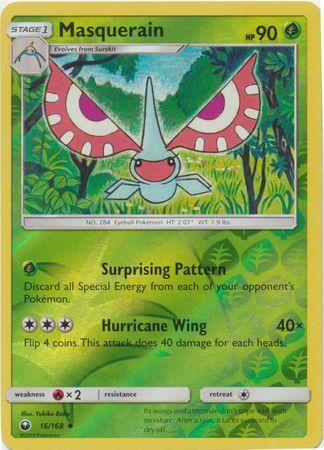 STAGE 1
Masquerain
HP 90
Evolves from Surskit
NO. 284 Eyeball Pokémon HT: 2'07" WT: 7.9 lbs.
Surprising Pattern
Discard all Special Energy from each of your opponent's
Pokémon.
Hurricane Wing 40×
Flip 4 coins. This attack does 40 damage for each heads.
weakness × 2 resistance retreat
Illus. Yukiko Baba
16/168
©2018 Pokémon
Its wings and antennae don't cope well with
moisture. After a rain, it faces sunward to
dry off.